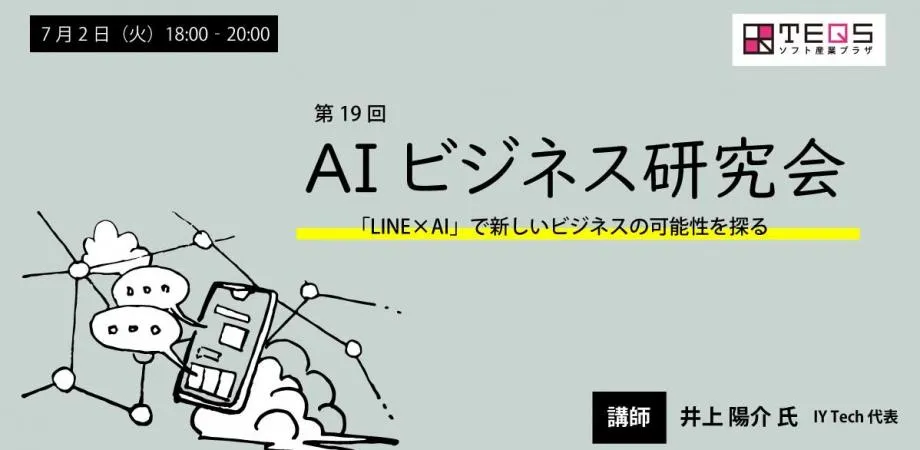 7月2日（火）18:00 - 20:00
TEQS
ソフト産業プラザ
第19回
AIビジネス研究会
「LINE×AI」で新しいビジネスの可能性を探る
講師 井上 陽介 氏 IY Tech 代表